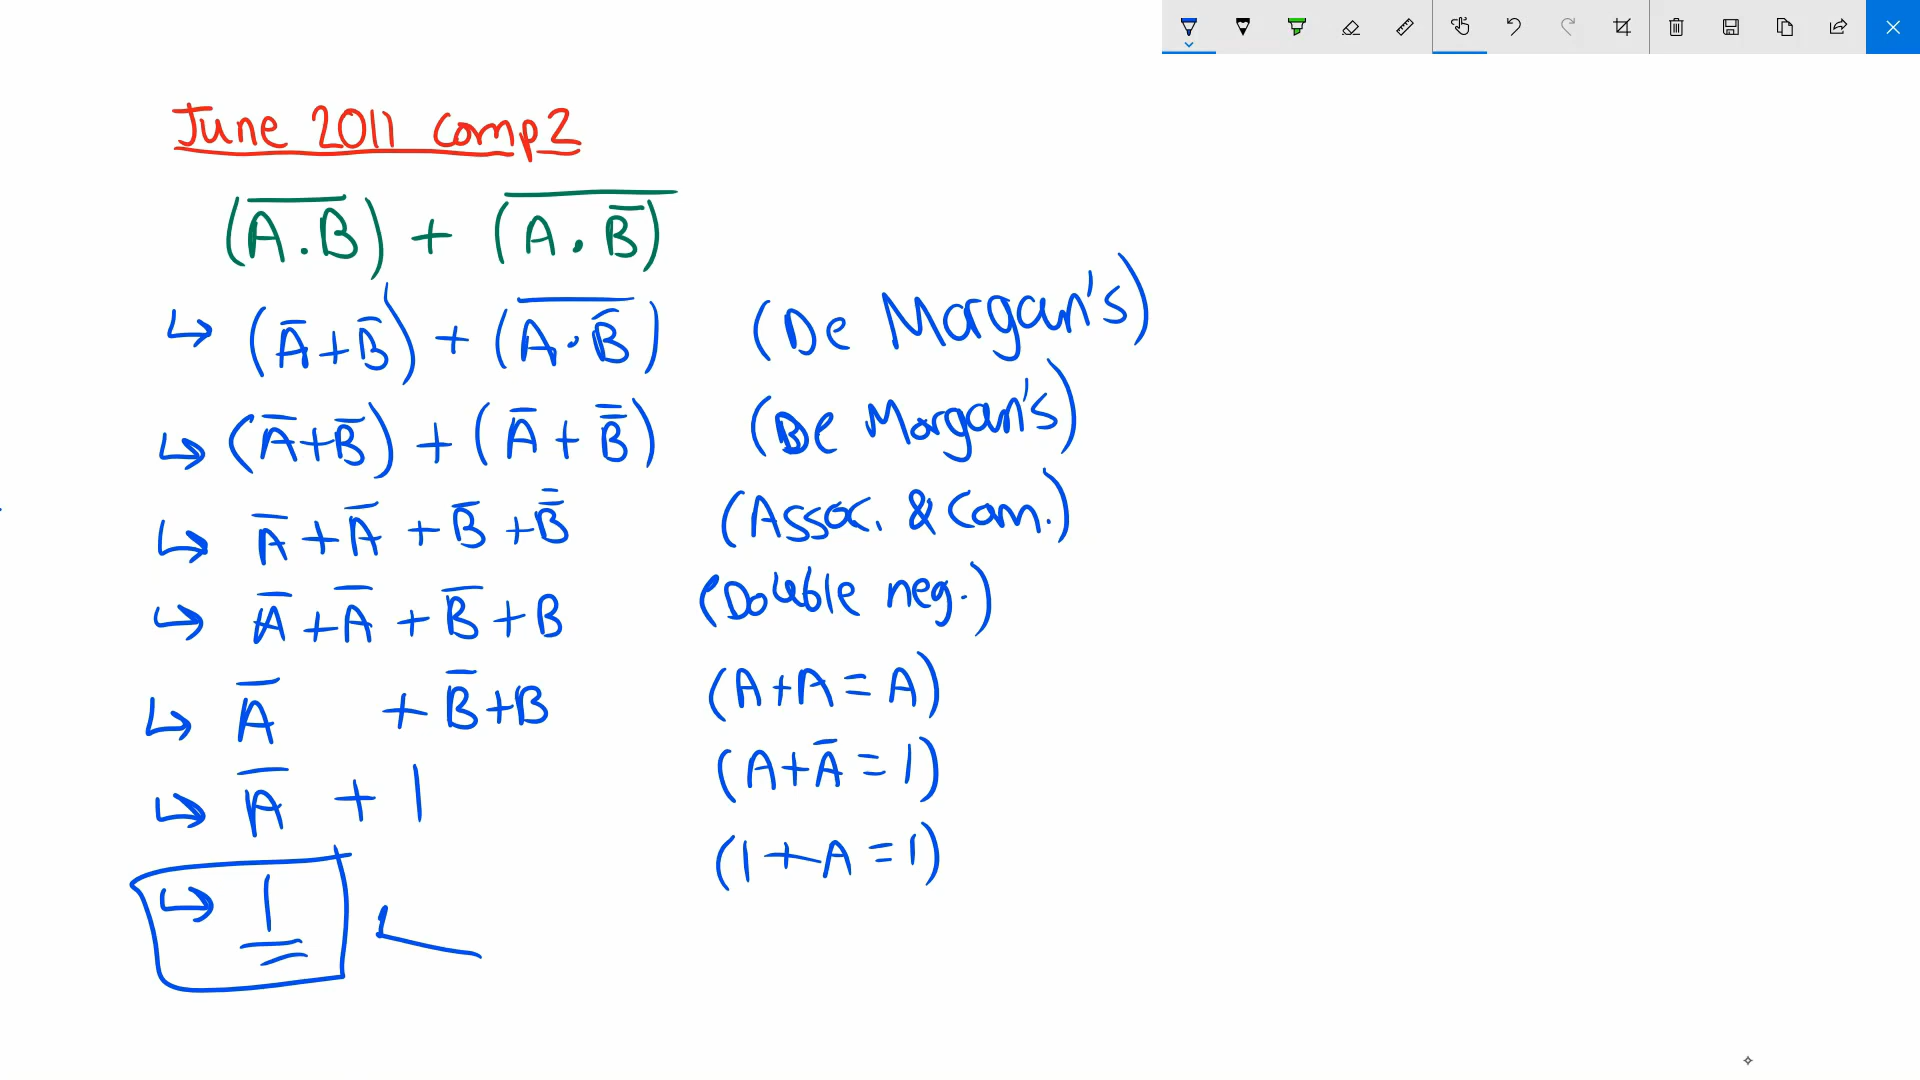 June 2011 comp2
(A̅.̅B̅) + (̅A̅ ̅.̅ ̅B̅̅)̅
↳ (A̅+B̅) + (A̅·̅B̅̅) (De Morgan's)
↳ (A̅+B̅) + (A̅ + B̿) (De Morgan's)
↳ A̅+A̅+B̅+B̿ (Assoc. & Com.)
↳ A̅+A̅+B̅+B (Double neg.)
↳ A̅ +B̅+B (A+A=A)
↳ A̅ + 1 (A+A̅=1)
↳ 1 (1+A=1)